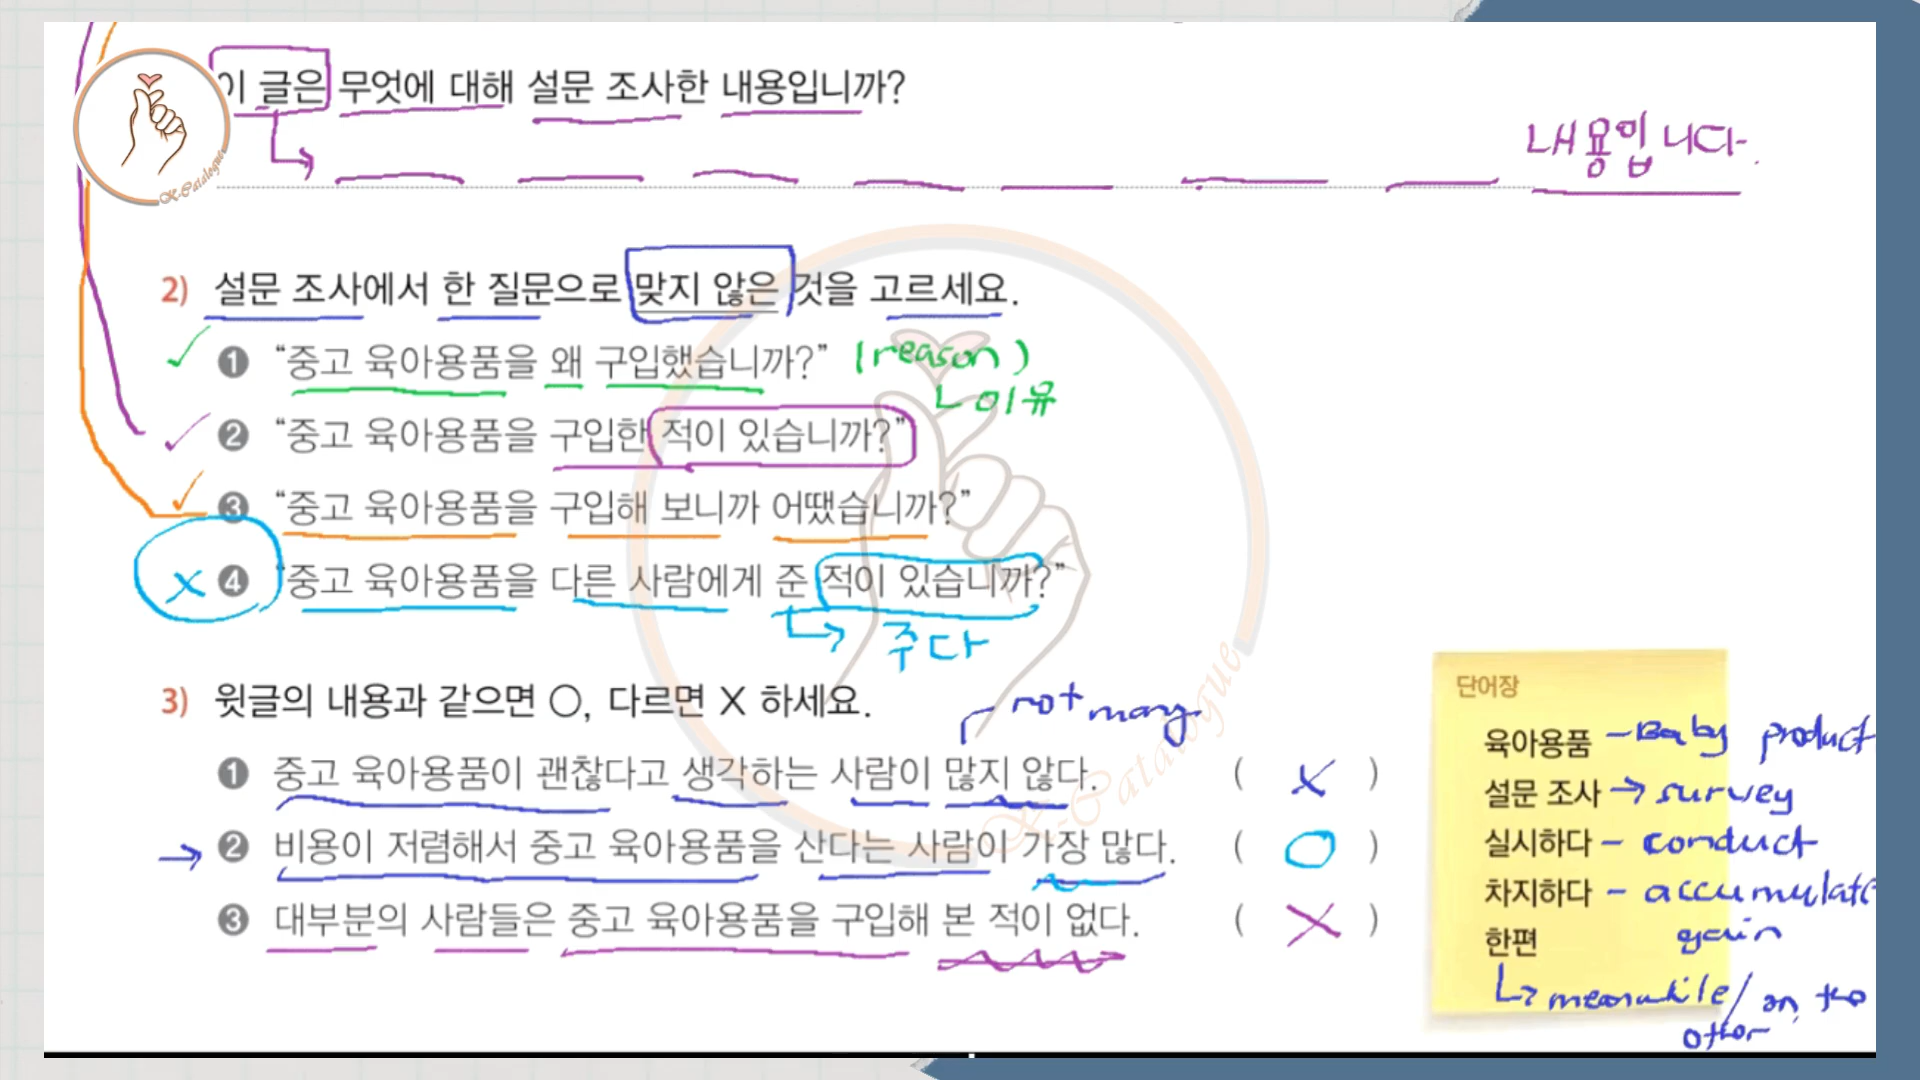 이 글은 무엇에 대해 설문 조사한 내용입니까?
내용입니다.
2) 설문 조사에서 한 질문으로 맞지 않은 것을 고르세요.
❶ “중고 육아용품을 왜 구입했습니까?” (reason)
이유
❷ “중고 육아용품을 구입한 적이 있습니까?”
❸ “중고 육아용품을 구입해 보니까 어땠습니까?”
x ❹ “중고 육아용품을 다른 사람에게 준 적이 있습니까?”
주다
3) 윗글의 내용과 같으면 ○, 다르면 X 하세요.
not many
❶ 중고 육아용품이 괜찮다고 생각하는 사람이 많지 않다. ( x )
❷ 비용이 저렴해서 중고 육아용품을 산다는 사람이 가장 많다. ( O )
❸ 대부분의 사람들은 중고 육아용품을 구입해 본 적이 없다. ( X )
단어장
육아용품 - Baby product
설문 조사 → survey
실시하다 - conduct
차지하다 - accumulate
gain
한편
meanwhile / on the
other
K-Catalogue
K-Catalogue